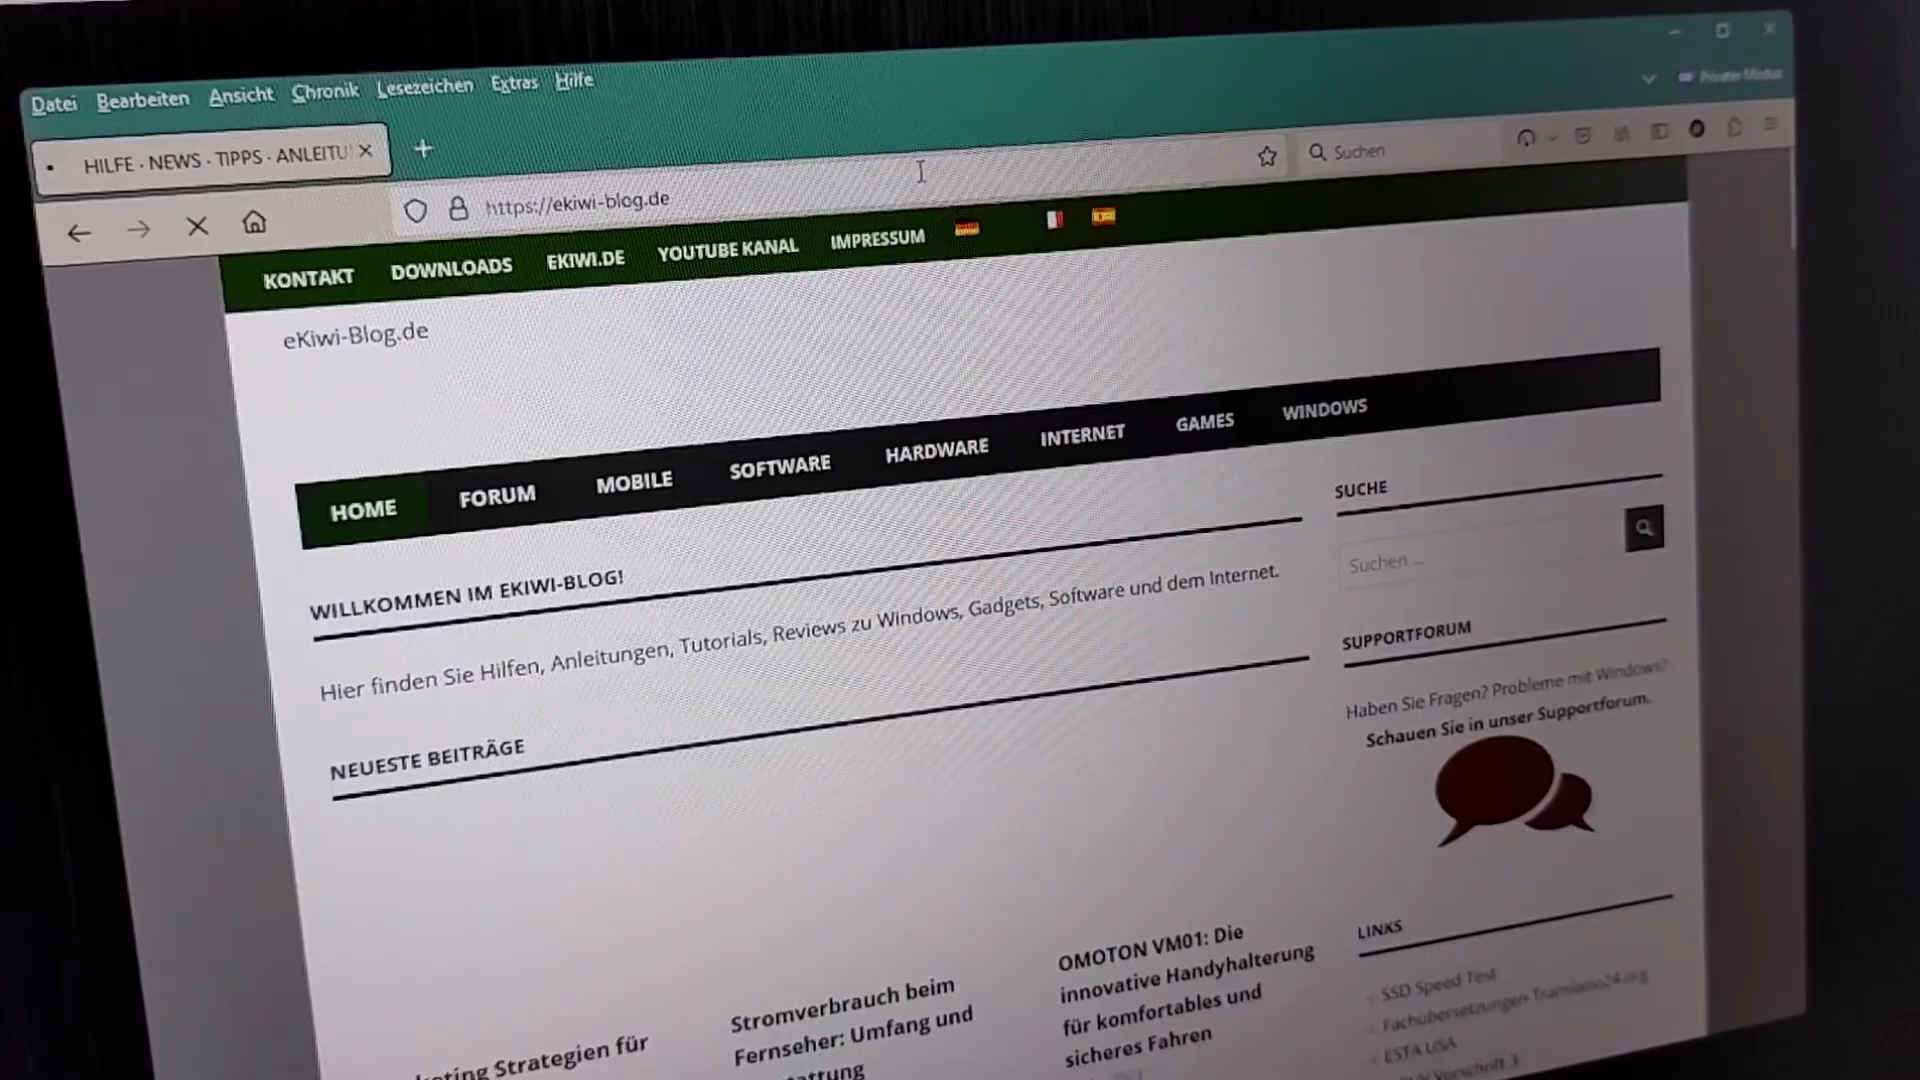 Datei Bearbeiten Ansicht Chronik Lesezeichen Extras Hilfe
Privater Modus
HILFE · NEWS · TIPPS · ANLEITU
https://ekiwi-blog.de
Suchen
KONTAKT DOWNLOADS EKIWI.DE YOUTUBE KANAL IMPRESSUM
eKiwi-Blog.de
HOME FORUM MOBILE SOFTWARE HARDWARE INTERNET GAMES WINDOWS
WILLKOMMEN IM EKIWI-BLOG!
Hier finden Sie Hilfen, Anleitungen, Tutorials, Reviews zu Windows, Gadgets, Software und dem Internet.
NEUESTE BEITRÄGE
Strategien für
Stromverbrauch beim
Fernseher: Umfang und
OMOTON VM01: Die
innovative Handyhalterung
für komfortables und
sicheres Fahren
SUCHE
Suchen ...
SUPPORTFORUM
Haben Sie Fragen? Probleme mit Windows?
Schauen Sie in unser Supportforum.
LINKS
SSD Speed Test
Fachübersetzungen Translatio24.org
ESTA USA
Vorschrift 3